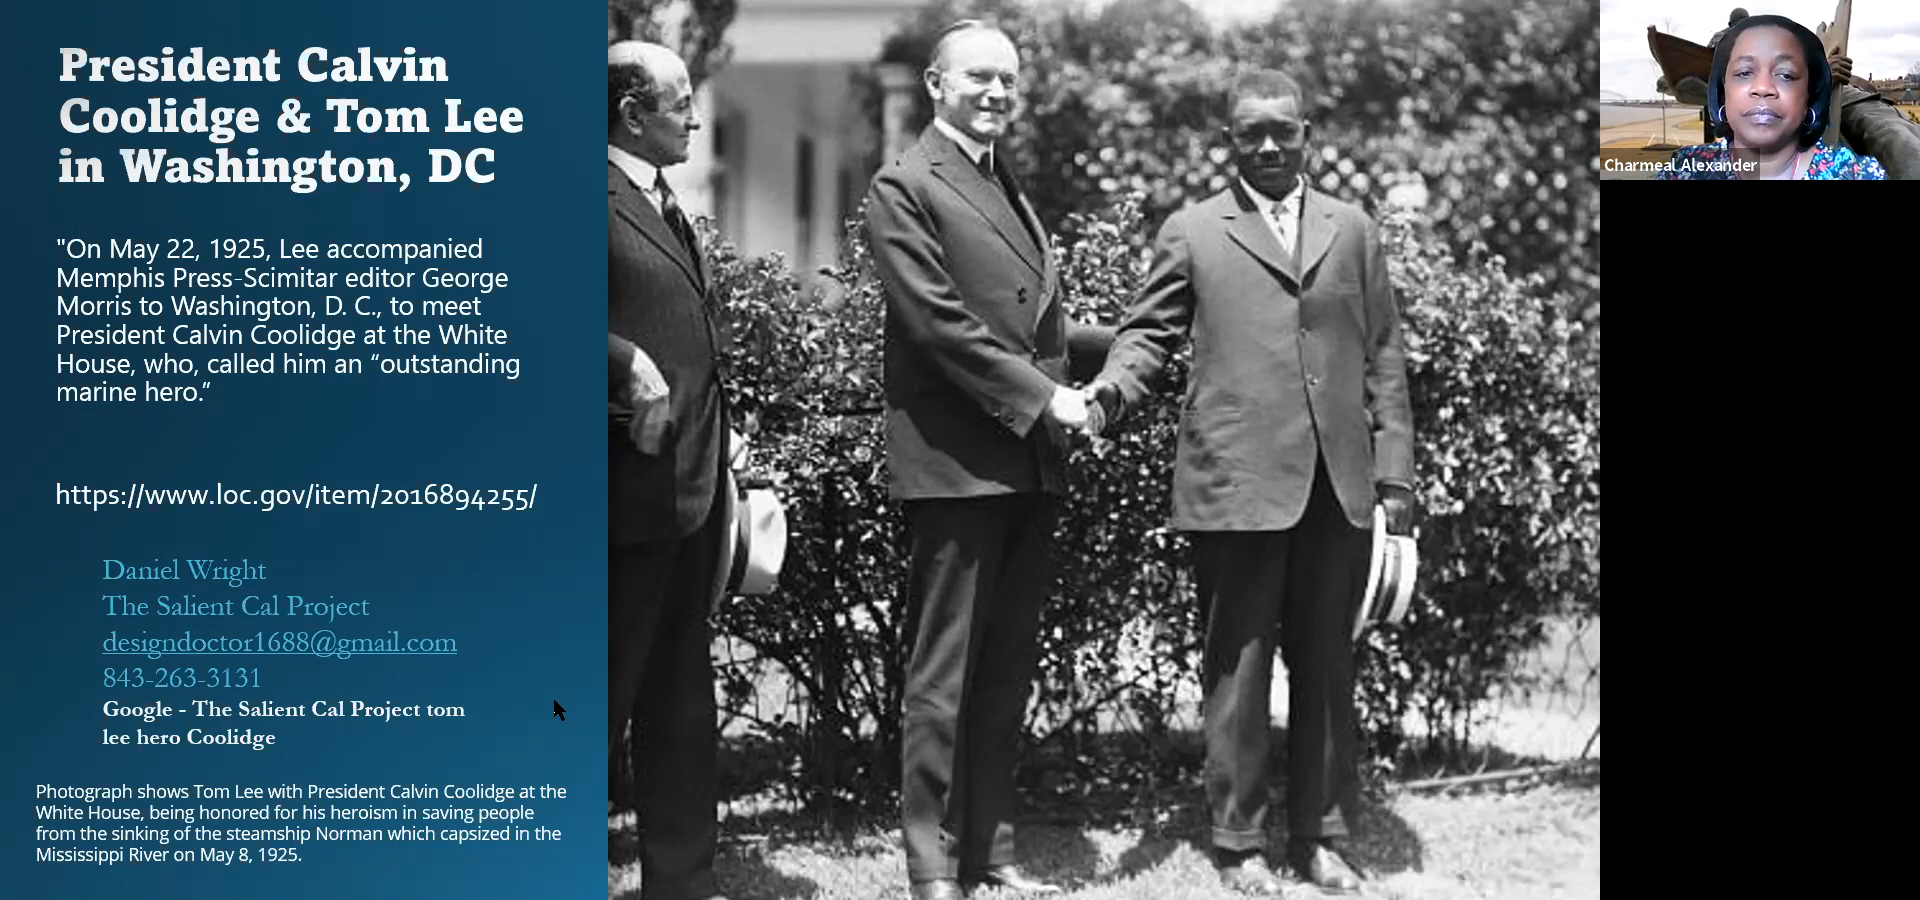 President Calvin
Coolidge & Tom Lee
in Washington, DC
"On May 22, 1925, Lee accompanied
Memphis Press-Scimitar editor George
Morris to Washington, D. C., to meet
President Calvin Coolidge at the White
House, who, called him an “outstanding
marine hero.”
https://www.loc.gov/item/2016894255/
Daniel Wright
The Salient Cal Project
designdoctor1688@gmail.com
843-263-3131
Google - The Salient Cal Project tom
lee hero Coolidge
Photograph shows Tom Lee with President Calvin Coolidge at the
White House, being honored for his heroism in saving people
from the sinking of the steamship Norman which capsized in the
Mississippi River on May 8, 1925.
Charmeal Alexander